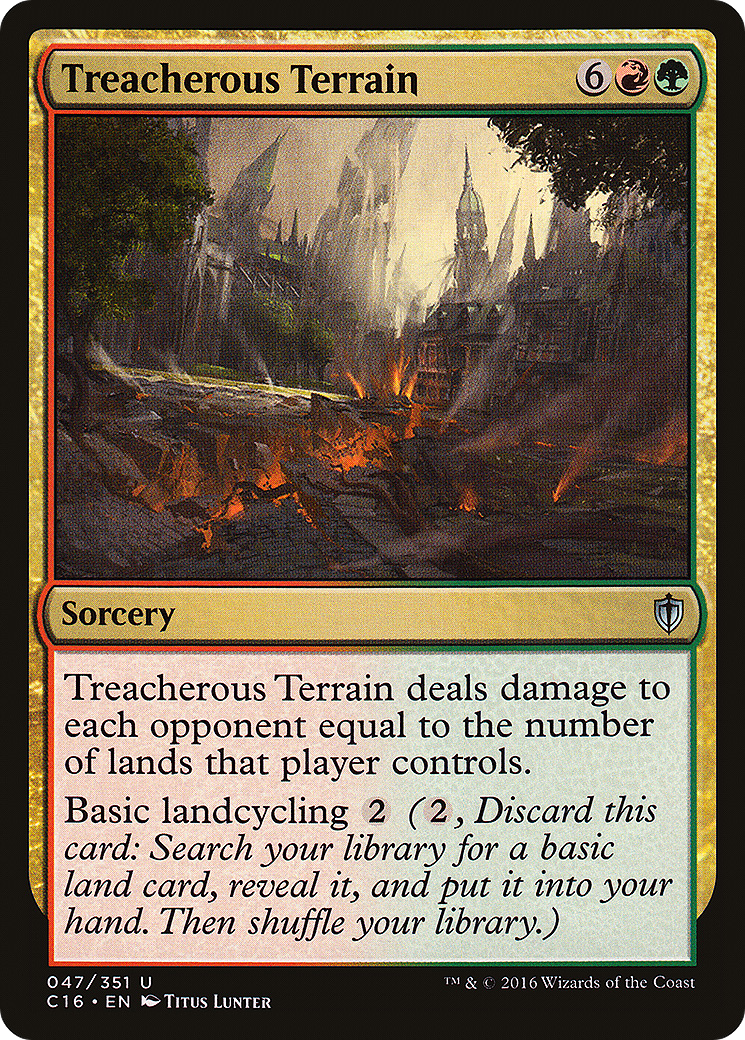 Treacherous Terrain 6
Sorcery
Treacherous Terrain deals damage to
each opponent equal to the number
of lands that player controls.
Basic landcycling 2 (2, Discard this
card: Search your library for a basic
land card, reveal it, and put it into your
hand. Then shuffle your library.)
047/351 U
™ & © 2016 Wizards of the Coast
C16 • EN Titus Lunter